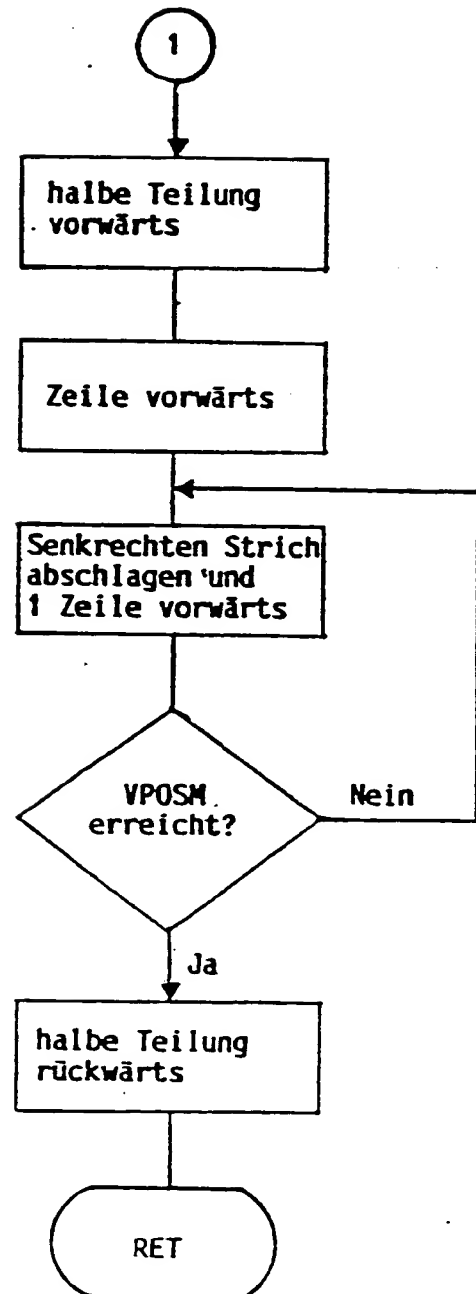 1
halbe Teilung
vorwärts
Zeile vorwärts
Senkrechten Strich
abschlagen und
1 Zeile vorwärts
VPOSM
erreicht?
Nein
Ja
halbe Teilung
rückwärts
RET